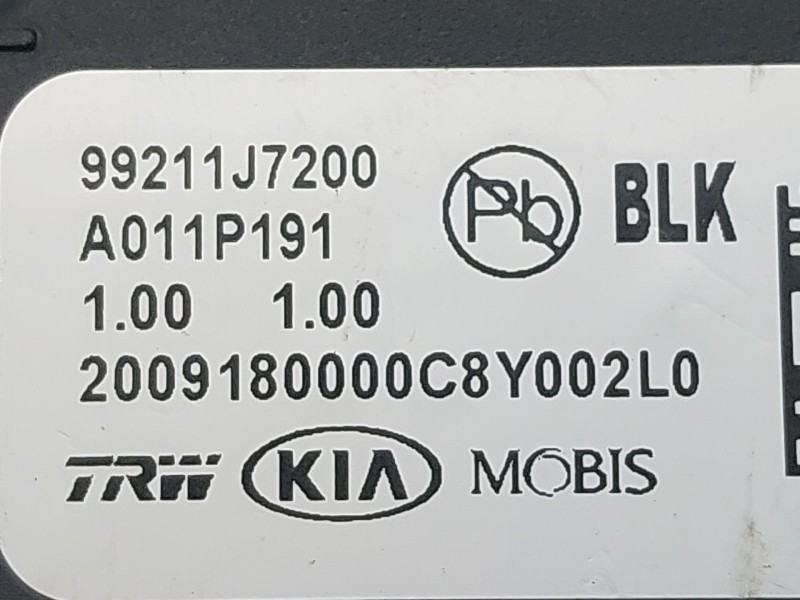 99211J7200
A011P191
1.00 1.00
2009180000C8Y002L0
Pb BLK
TRW KIA MOBIS